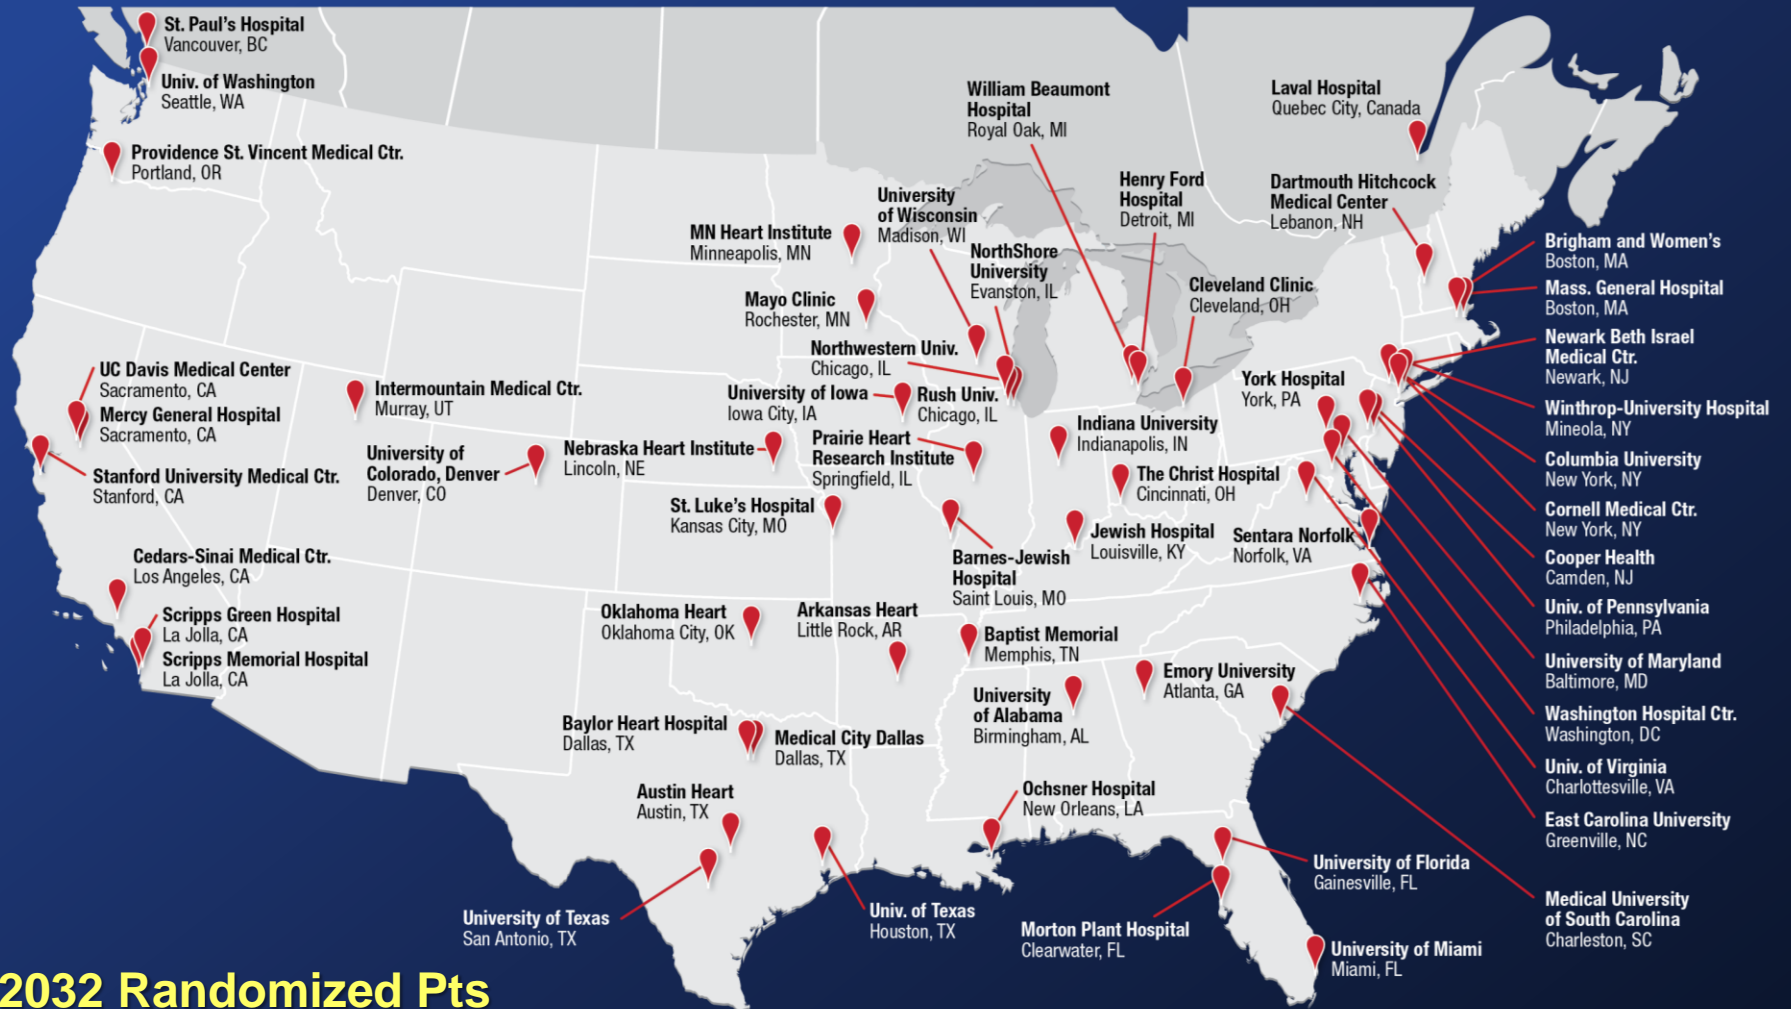 St. Paul's Hospital
Vancouver, BC
Univ. of Washington
Seattle, WA
Providence St. Vincent Medical Ctr.
Portland, OR
UC Davis Medical Center
Sacramento, CA
Mercy General Hospital
Sacramento, CA
Stanford University Medical Ctr.
Stanford, CA
Cedars-Sinai Medical Ctr.
Los Angeles, CA
Scripps Green Hospital
La Jolla, CA
Scripps Memorial Hospital
La Jolla, CA
Intermountain Medical Ctr.
Murray, UT
University of
Colorado, Denver
Denver, CO
Nebraska Heart Institute
Lincoln, NE
MN Heart Institute
Minneapolis, MN
Mayo Clinic
Rochester, MN
University
of Wisconsin
Madison, WI
Northwestern Univ.
Chicago, IL
University of Iowa
Iowa City, IA
Rush Univ.
Chicago, IL
NorthShore
University
Evanston, IL
William Beaumont
Hospital
Royal Oak, MI
Henry Ford
Hospital
Detroit, MI
Cleveland Clinic
Cleveland, OH
Prairie Heart
Research Institute
Springfield, IL
St. Luke's Hospital
Kansas City, MO
Barnes-Jewish
Hospital
Saint Louis, MO
Indiana University
Indianapolis, IN
The Christ Hospital
Cincinnati, OH
Jewish Hospital
Louisville, KY
Oklahoma Heart
Oklahoma City, OK
Arkansas Heart
Little Rock, AR
Baptist Memorial
Memphis, TN
University
of Alabama
Birmingham, AL
Emory University
Atlanta, GA
Baylor Heart Hospital
Dallas, TX
Medical City Dallas
Dallas, TX
Austin Heart
Austin, TX
University of Texas
San Antonio, TX
Univ. of Texas
Houston, TX
Ochsner Hospital
New Orleans, LA
Morton Plant Hospital
Clearwater, FL
University of Florida
Gainesville, FL
University of Miami
Miami, FL
Laval Hospital
Quebec City, Canada
Dartmouth Hitchcock
Medical Center
Lebanon, NH
York Hospital
York, PA
Sentara Norfolk
Norfolk, VA
Brigham and Women's
Boston, MA
Mass. General Hospital
Boston, MA
Newark Beth Israel
Medical Ctr.
Newark, NJ
Winthrop-University Hospital
Mineola, NY
Columbia University
New York, NY
Cornell Medical Ctr.
New York, NY
Cooper Health
Camden, NJ
Univ. of Pennsylvania
Philadelphia, PA
University of Maryland
Baltimore, MD
Washington Hospital Ctr.
Washington, DC
Univ. of Virginia
Charlottesville, VA
East Carolina University
Greenville, NC
Medical University
of South Carolina
Charleston, SC
2032 Randomized Pts